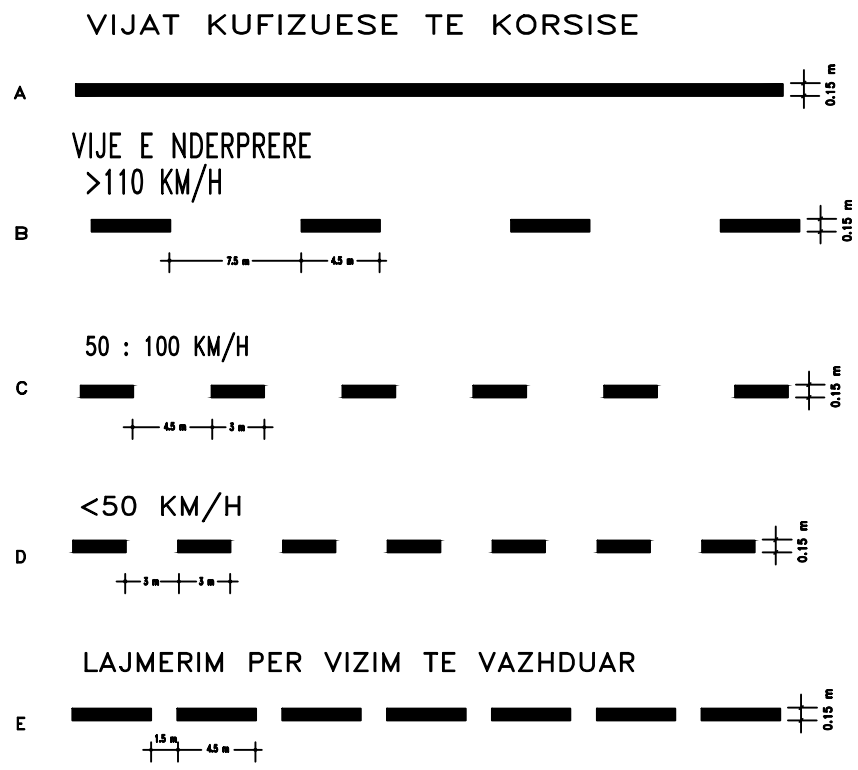 VIJAT KUFIZUESE TE KORSISE
A
0.15 m
VIJE E NDERPRERE
>110 KM/H
B
0.15 m
7.5 m
4.5 m
50 : 100 KM/H
C
0.15 m
4.5 m
3 m
<50 KM/H
D
0.15 m
3 m
3 m
LAJMERIM PER VIZIM TE VAZHDUAR
E
0.15 m
1.5 m
4.5 m